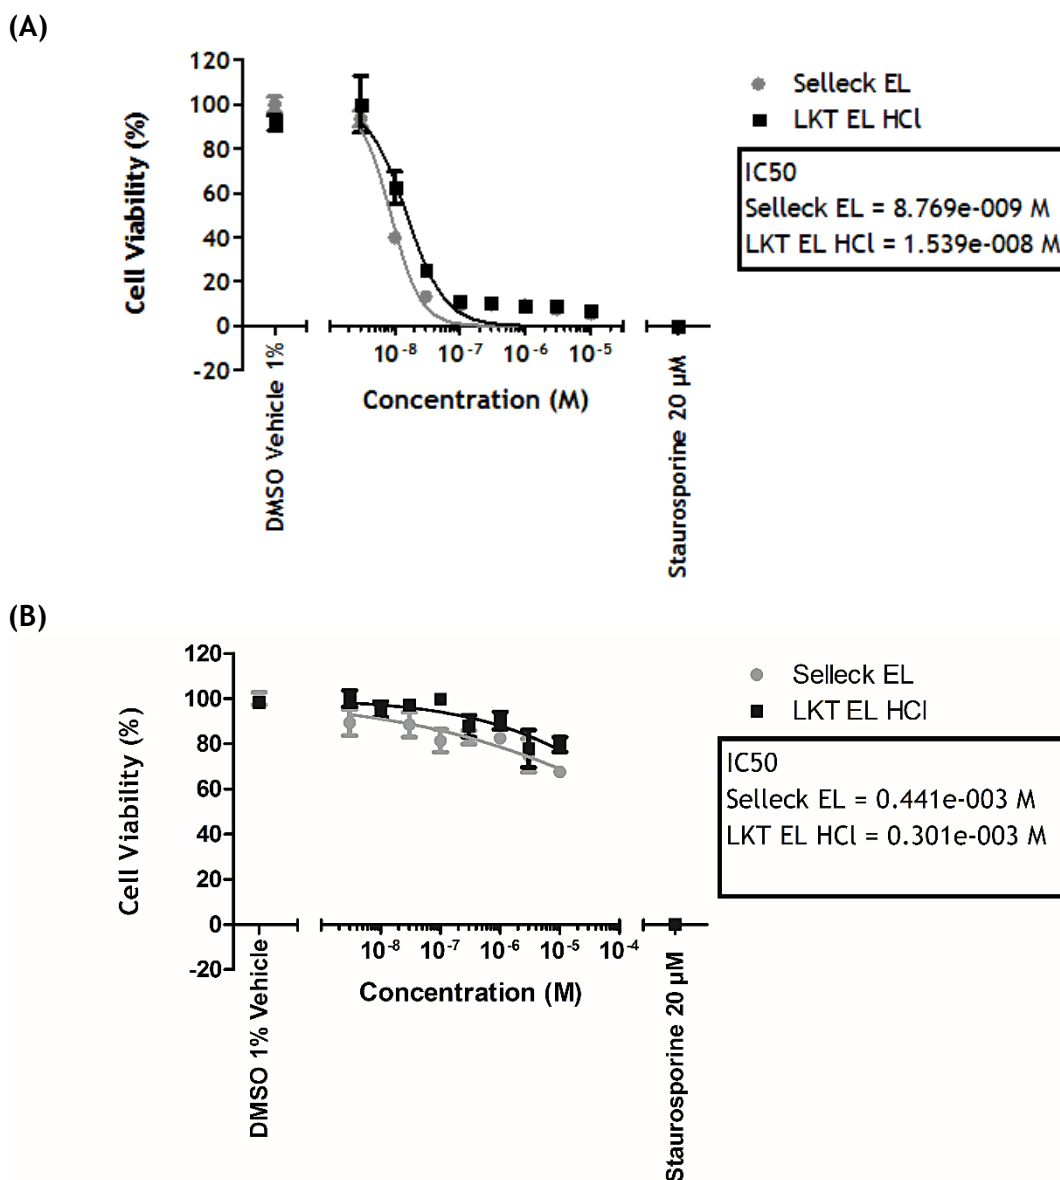 (A)
120
100
80
60
40
20
0
-20
Cell Viability (%)
DMSO Vehicle 1%
10⁻⁸ 10⁻⁷ 10⁻⁶ 10⁻⁵
Concentration (M)
Staurosporine 20 µM
Selleck EL
LKT EL HCl
IC50
Selleck EL = 8.769e-009 M
LKT EL HCl = 1.539e-008 M
(B)
120
100
80
60
40
20
0
-20
Cell Viability (%)
DMSO 1% Vehicle
10⁻⁸ 10⁻⁷ 10⁻⁶ 10⁻⁵ 10⁻⁴
Concentration (M)
Staurosporine 20 µM
Selleck EL
LKT EL HCl
IC50
Selleck EL = 0.441e-003 M
LKT EL HCl = 0.301e-003 M